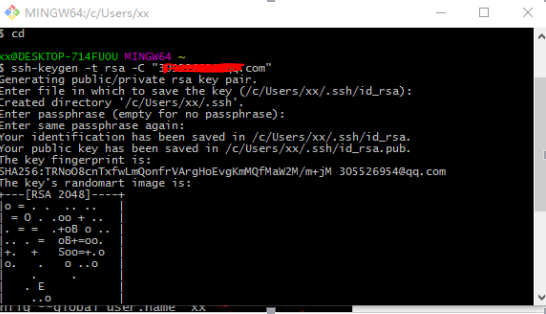 MINGW64:/c/Users/xx
$ cd
xx@DESKTOP-714FU0U MINGW64 ~
$ ssh-keygen -t rsa -C "3 qq.com"
Generating public/private rsa key pair.
Enter file in which to save the key (/c/Users/xx/.ssh/id_rsa):
Created directory '/c/Users/xx/.ssh'.
Enter passphrase (empty for no passphrase):
Enter same passphrase again:
Your identification has been saved in /c/Users/xx/.ssh/id_rsa.
Your public key has been saved in /c/Users/xx/.ssh/id_rsa.pub.
The key fingerprint is:
SHA256:TRNoO8cnTxfwLmQonfrVArgHoEvgKmMQfMaW2M/m+jM 305526954@qq.com
The key's randomart image is:
+---[RSA 2048]----+
|o = . . .. .. |
| = O . .oo + .. |
|. = = .+oB o .. |
|.. . = oB+=oo. |
|+. + Soo=+.o |
|o. . o ..o |
| . . |
| . E |
| ..o |
--global user.name "xx